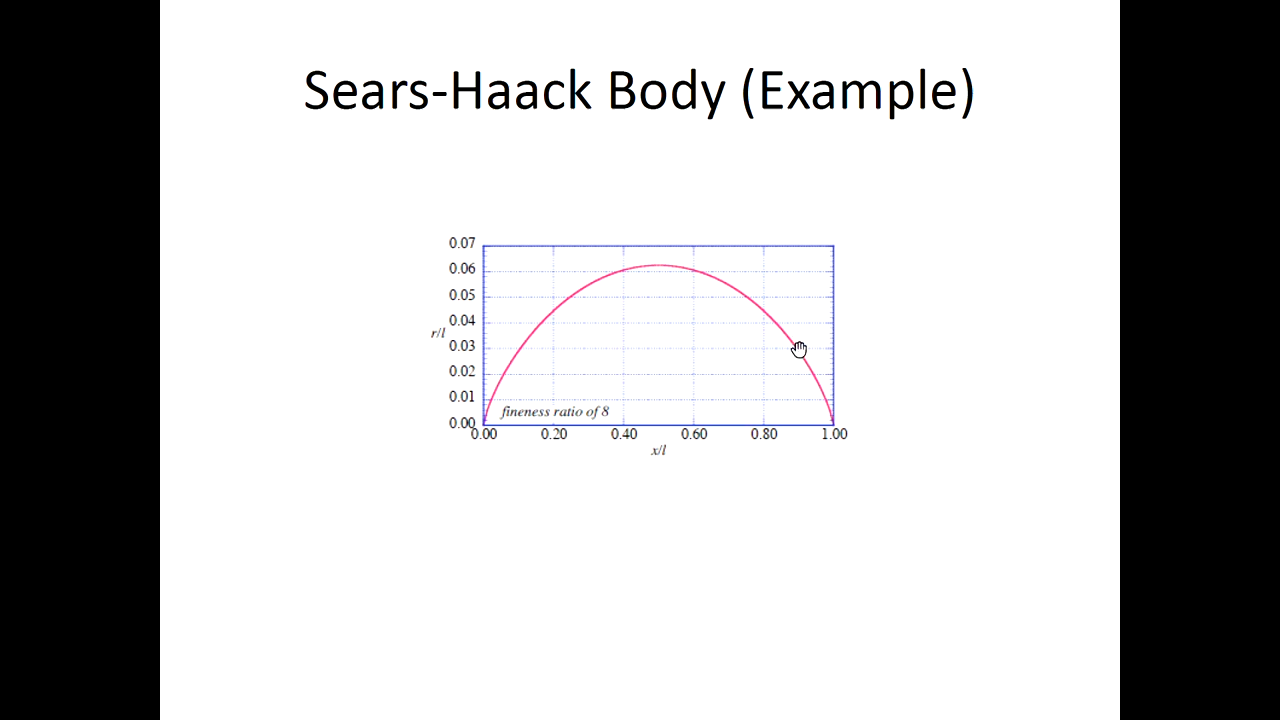 Sears-Haack Body (Example)
0.07
0.06
0.05
0.04
r/l
0.03
0.02
0.01
fineness ratio of 8
0.00
0.00 0.20 0.40 0.60 0.80 1.00
x/l